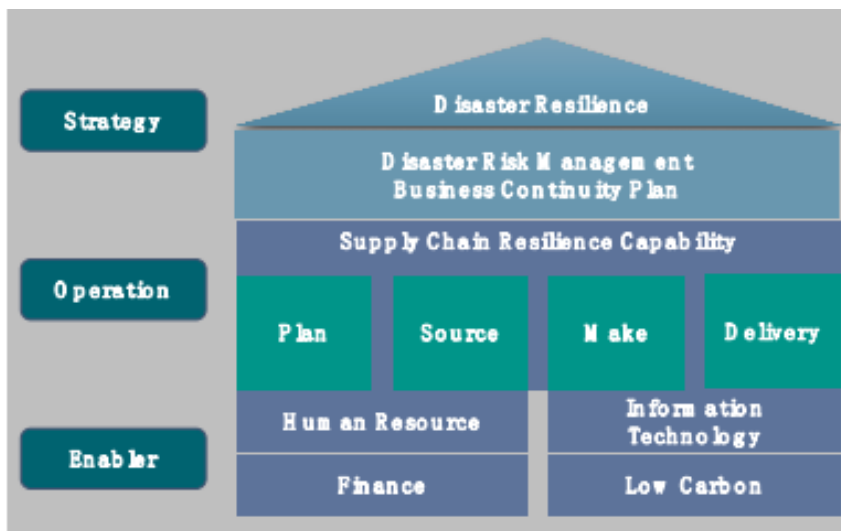 Disaster Resilience
Strategy
Disaster Risk Management
Business Continuity Plan
Supply Chain Resilience Capability
Operation
Plan
Source
Make
Delivery
Human Resource
Information
Technology
Enabler
Finance
Low Carbon